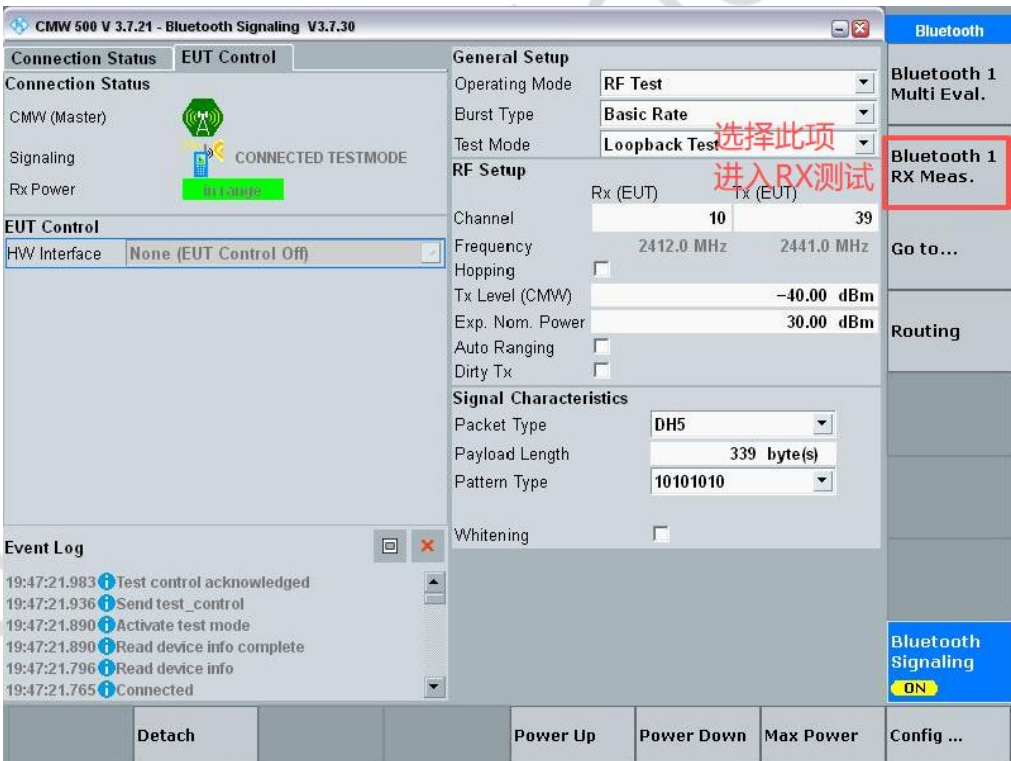 CMW 500 V 3.7.21 - Bluetooth Signaling V3.7.30
Connection Status EUT Control
Connection Status
CMW (Master)
Signaling CONNECTED TESTMODE
Rx Power In range
EUT Control
HW Interface None (EUT Control Off)
Event Log
19:47:21.983 Test control acknowledged
19:47:21.936 Send test_control
19:47:21.890 Activate test mode
19:47:21.890 Read device info complete
19:47:21.796 Read device info
19:47:21.765 Connected
General Setup
Operating Mode RF Test
Burst Type Basic Rate
Test Mode Loopback Test
选择此项
进入RX测试
RF Setup
Rx (EUT) Tx (EUT)
Channel 10 39
Frequency 2412.0 MHz 2441.0 MHz
Hopping
Tx Level (CMW) −40.00 dBm
Exp. Nom. Power 30.00 dBm
Auto Ranging
Dirty Tx
Signal Characteristics
Packet Type DH5
Payload Length 339 byte(s)
Pattern Type 10101010
Whitening
Bluetooth
Bluetooth 1
Multi Eval.
Bluetooth 1
RX Meas.
Go to...
Routing
Bluetooth
Signaling
ON
Detach Power Up Power Down Max Power Config ...